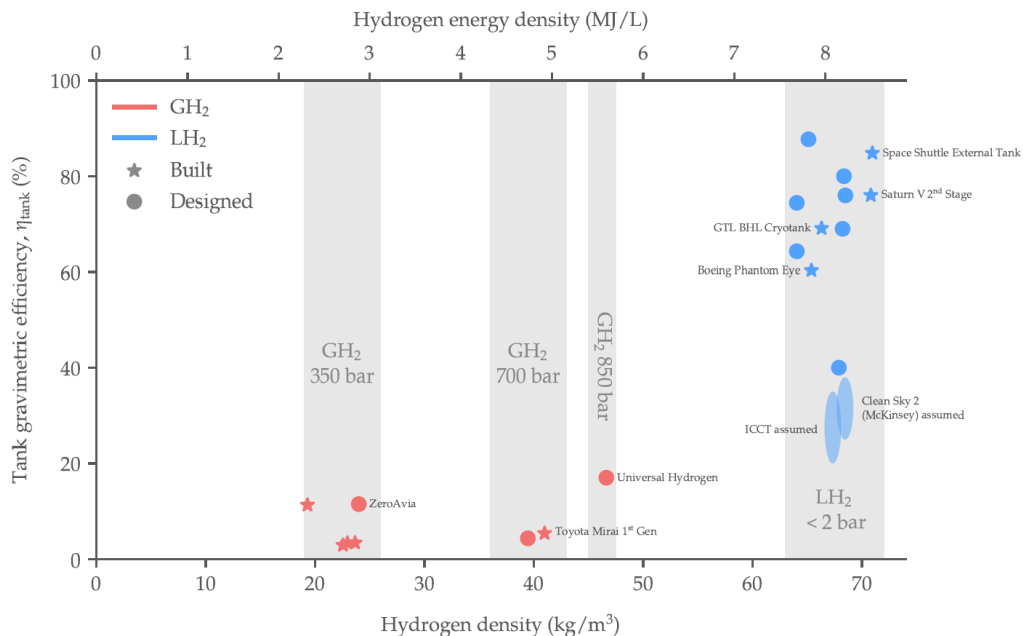 Hydrogen energy density (MJ/L)
0 1 2 3 4 5 6 7 8
Tank gravimetric efficiency, ηtank (%)
100
80
60
40
20
0
GH₂
LH₂
Built
Designed
Space Shuttle External Tank
Saturn V 2ⁿᵈ Stage
GTL BHL Cryotank
Boeing Phantom Eye
GH₂
350 bar
GH₂
700 bar
GH₂ 850 bar
Clean Sky 2
(McKinsey) assumed
ICCT assumed
Universal Hydrogen
ZeroAvia
Toyota Mirai 1ˢᵗ Gen
LH₂
< 2 bar
0 10 20 30 40 50 60 70
Hydrogen density (kg/m³)